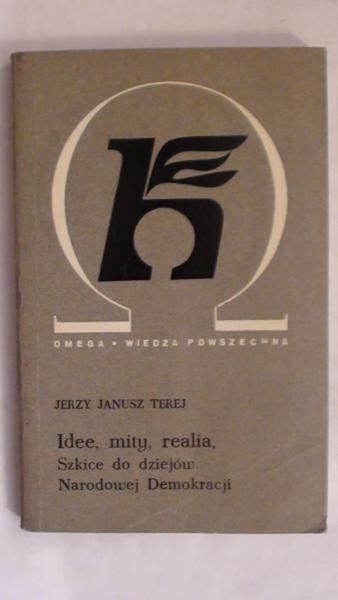 OMEGA • WIEDZA POWSZECHNA
JERZY JANUSZ TEREJ
Idee, mity, realia.
Szkice do dziejów
Narodowej Demokracji